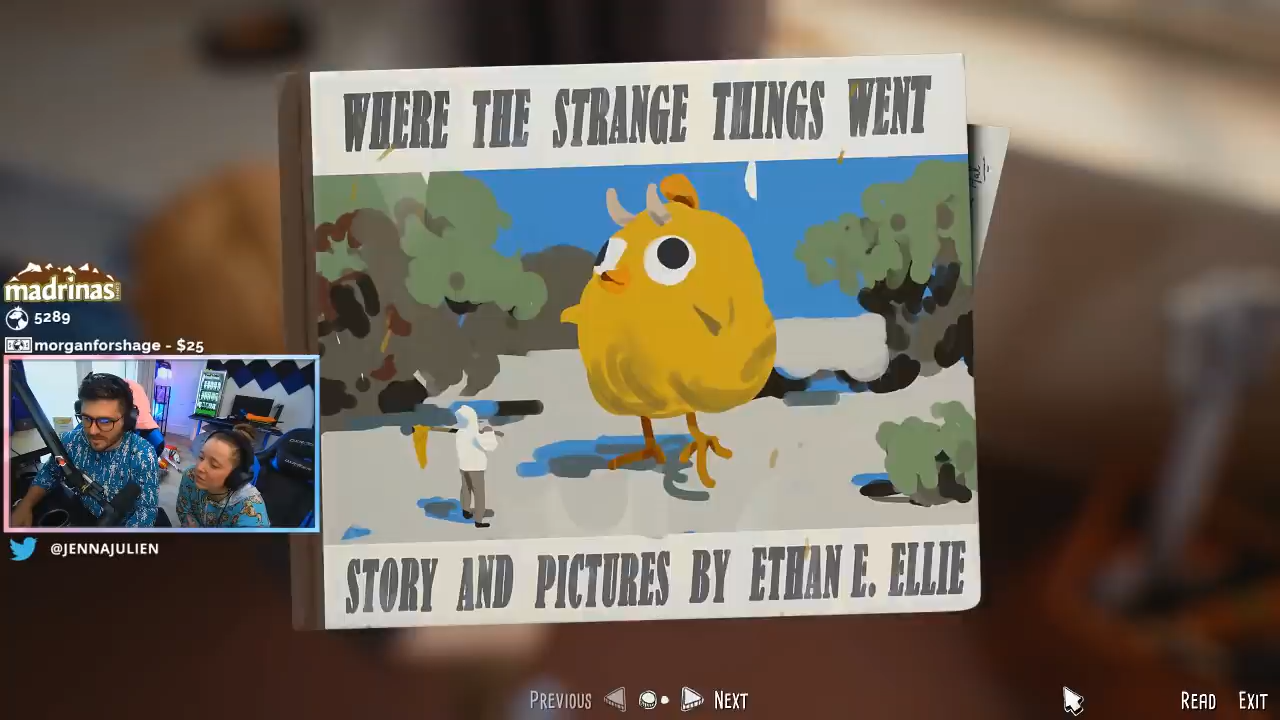 WHERE THE STRANGE THINGS WENT
madrinas
5289
morganforshage - $25
@JENNAJULIEN
STORY AND PICTURES BY ETHAN E. ELLIE
PREVIOUS
NEXT
READ
EXIT